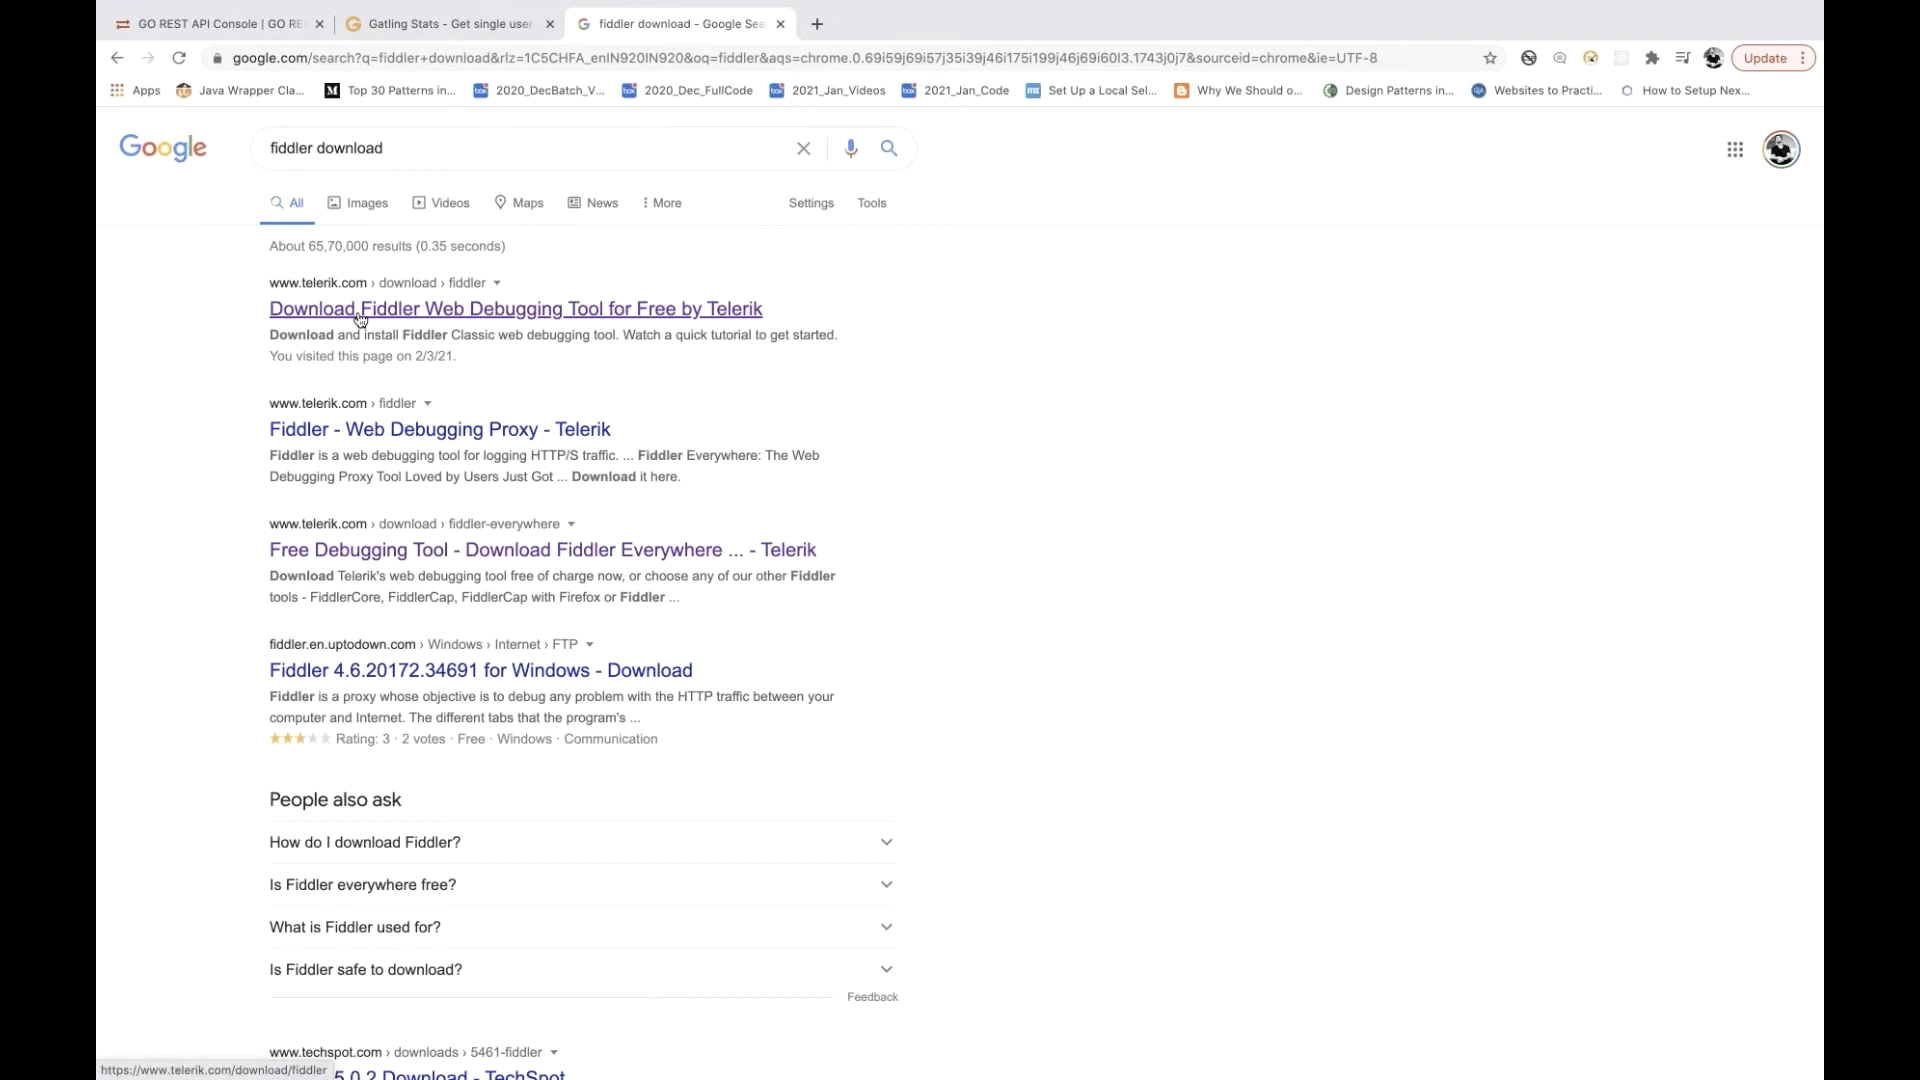 GO REST API Console | GO RE
Gatling Stats - Get single user
fiddler download - Google Sea
google.com/search?q=fiddler+download&rlz=1C5CHFA_enIN920IN920&oq=fiddler&aqs=chrome.0.69i59j69i57j35i39j46i175i199j46j69i60l3.1743j0j7&sourceid=chrome&ie=UTF-8
Update
Apps
Java Wrapper Cla...
Top 30 Patterns in...
2020_DecBatch_V...
2020_Dec_FullCode
2021_Jan_Videos
2021_Jan_Code
Set Up a Local Sel...
Why We Should o...
Design Patterns in...
Websites to Practi...
How to Setup Nex...
Google
fiddler download
All
Images
Videos
Maps
News
More
Settings
Tools
About 65,70,000 results (0.35 seconds)
www.telerik.com › download › fiddler
Download Fiddler Web Debugging Tool for Free by Telerik
Download and install Fiddler Classic web debugging tool. Watch a quick tutorial to get started.
You visited this page on 2/3/21.
www.telerik.com › fiddler
Fiddler - Web Debugging Proxy - Telerik
Fiddler is a web debugging tool for logging HTTP/S traffic. ... Fiddler Everywhere: The Web
Debugging Proxy Tool Loved by Users Just Got ... Download it here.
www.telerik.com › download › fiddler-everywhere
Free Debugging Tool - Download Fiddler Everywhere ... - Telerik
Download Telerik's web debugging tool free of charge now, or choose any of our other Fiddler
tools - FiddlerCore, FiddlerCap, FiddlerCap with Firefox or Fiddler ...
fiddler.en.uptodown.com › Windows › Internet › FTP
Fiddler 4.6.20172.34691 for Windows - Download
Fiddler is a proxy whose objective is to debug any problem with the HTTP traffic between your
computer and Internet. The different tabs that the program's ...
Rating: 3 · 2 votes · Free · Windows · Communication
People also ask
How do I download Fiddler?
Is Fiddler everywhere free?
What is Fiddler used for?
Is Fiddler safe to download?
Feedback
www.techspot.com › downloads › 5461-fiddler
5.0.2 Download - TechSpot
https://www.telerik.com/download/fiddler